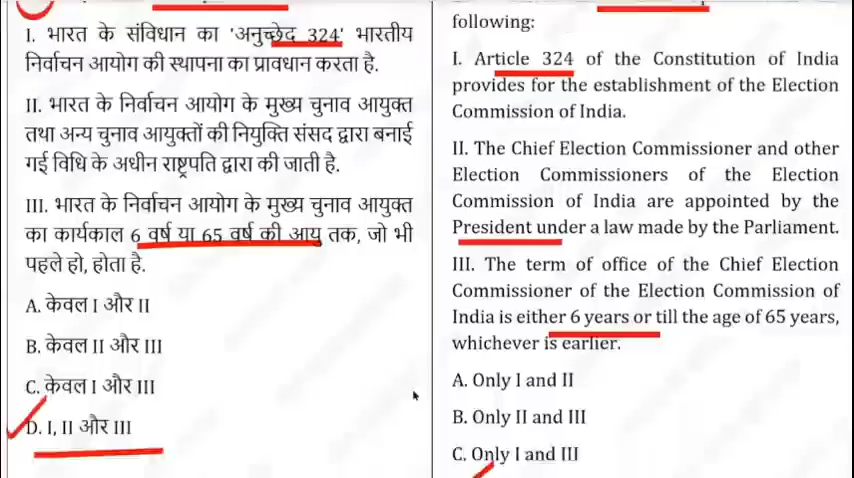 I. भारत के संविधान का 'अनुच्छेद 324' भारतीय
निर्वाचन आयोग की स्थापना का प्रावधान करता है.
II. भारत के निर्वाचन आयोग के मुख्य चुनाव आयुक्त
तथा अन्य चुनाव आयुक्तों की नियुक्ति संसद द्वारा बनाई
गई विधि के अधीन राष्ट्रपति द्वारा की जाती है.
III. भारत के निर्वाचन आयोग के मुख्य चुनाव आयुक्त
का कार्यकाल 6 वर्ष या 65 वर्ष की आयु तक, जो भी
पहले हो, होता है.
A. केवल I और II
B. केवल II और III
C. केवल I और III
D. I, II और III
following:
I. Article 324 of the Constitution of India
provides for the establishment of the Election
Commission of India.
II. The Chief Election Commissioner and other
Election Commissioners of the Election
Commission of India are appointed by the
President under a law made by the Parliament.
III. The term of office of the Chief Election
Commissioner of the Election Commission of
India is either 6 years or till the age of 65 years,
whichever is earlier.
A. Only I and II
B. Only II and III
C. Only I and III